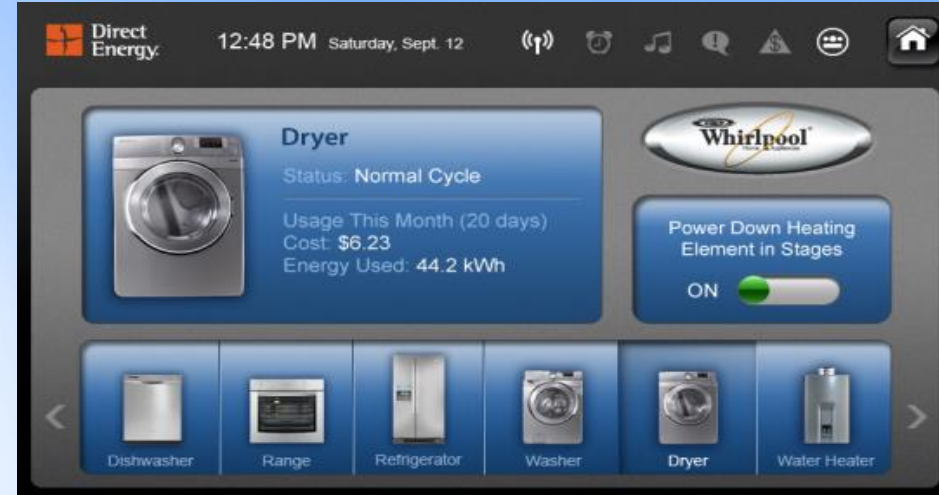 Direct
Energy.
12:48 PM Saturday, Sept. 12
Dryer
Status: Normal Cycle
Usage This Month (20 days)
Cost: $6.23
Energy Used: 44.2 kWh
Whirlpool
Home Appliances
Power Down Heating
Element in Stages
ON
Dishwasher
Range
Refrigerator
Washer
Dryer
Water Heater